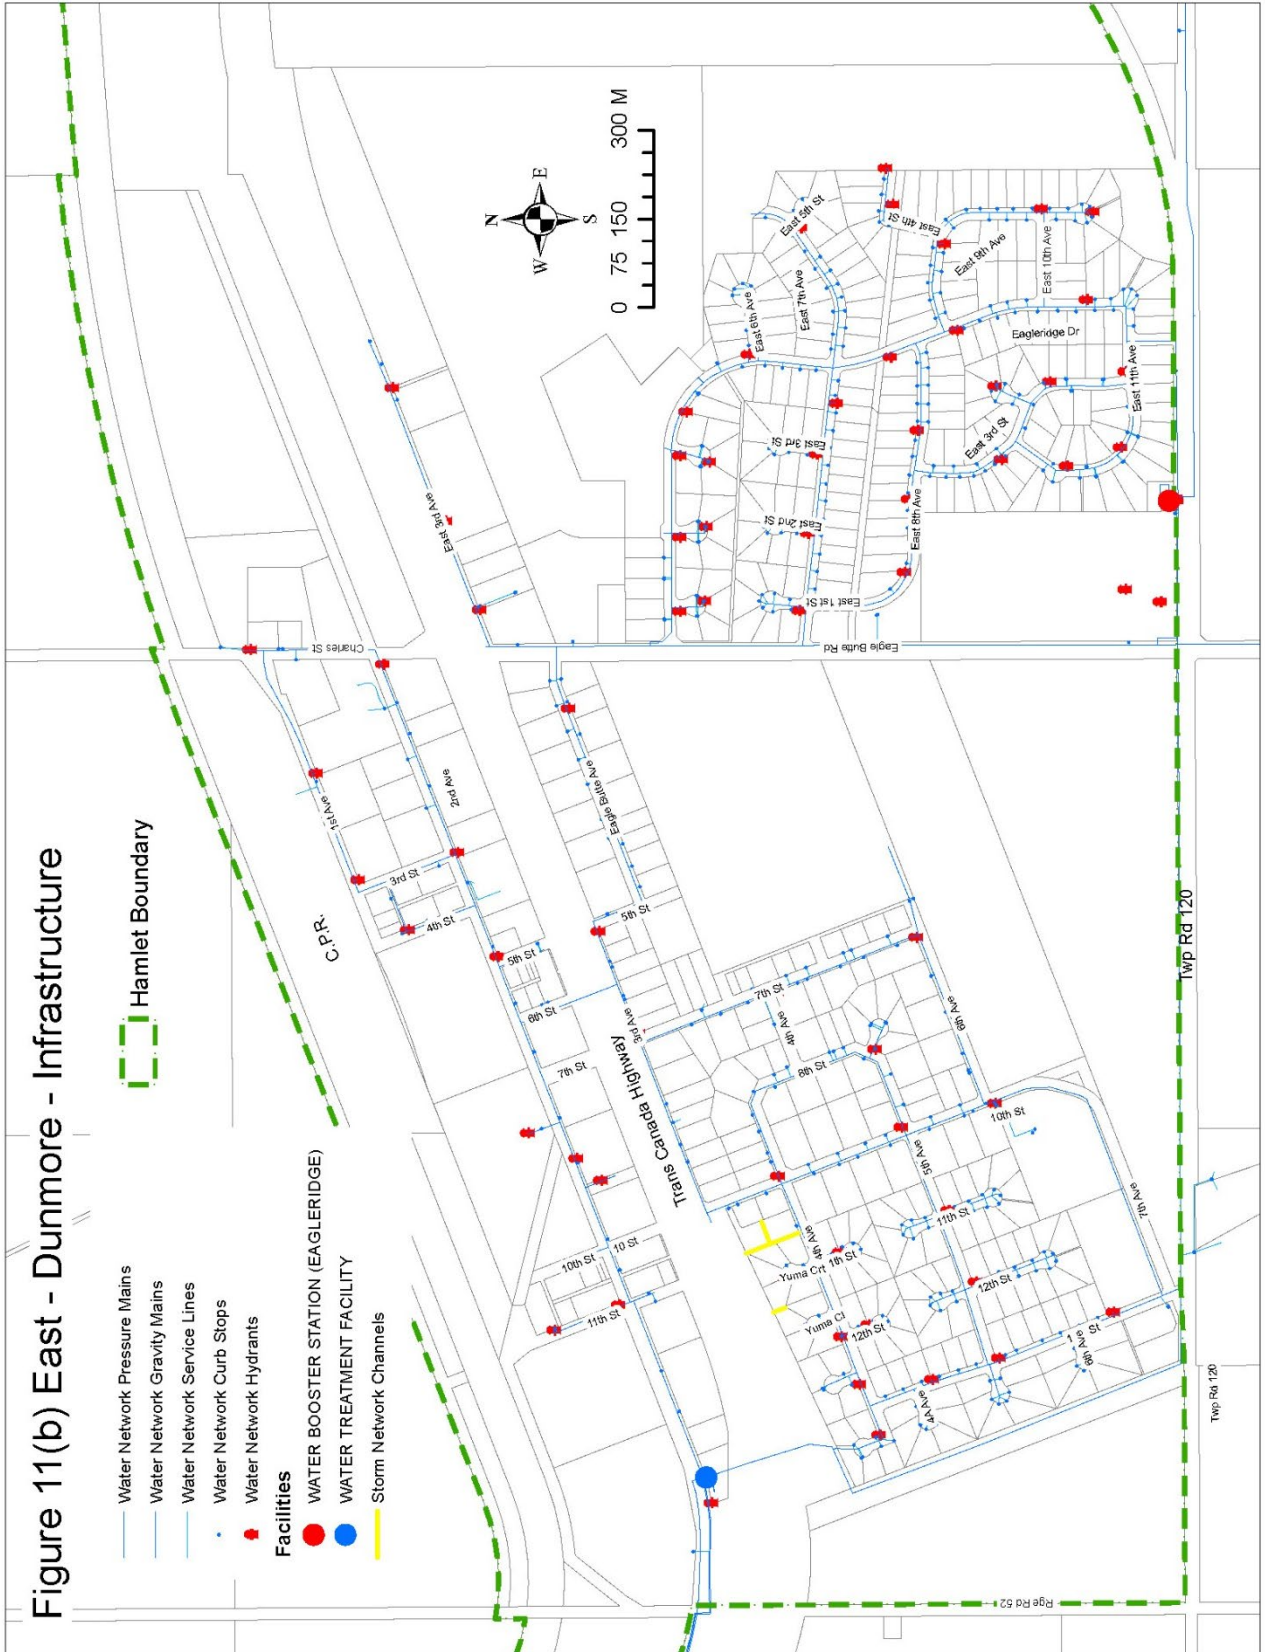 Figure 11(b) East - Dunmore - Infrastructure
Water Network Pressure Mains
Water Network Gravity Mains
Water Network Service Lines
Water Network Curb Stops
Water Network Hydrants
Facilities
WATER BOOSTER STATION (EAGLERIDGE)
WATER TREATMENT FACILITY
Storm Network Channels
Hamlet Boundary
N
W
E
S
0
75
150
300 M
C.P.R.
Charles St
1st Ave
2nd Ave
3rd St
4th St
5th St
6th St
7th St
10th St
10 St
11th St
Trans Canada Highway
East 3rd Ave
Eagle Butte Ave
5th St
3rd Ave
7th St
4th Ave
8th St
6th Ave
10th St
5th Ave
4th Ave
11th St
Yuma Crt 1th St
Yuma Cl
12th St
12th St
4A Ave
6th Ave
1 St
7th Ave
Eagle Butte Rd
East 1st St
East 2nd St
East 3rd St
East 6th Ave
East 7th Ave
East 5th St
East 4th St
East 9th Ave
East 10th Ave
Eagleridge Dr
East 8th Ave
East 3rd St
East 11th Ave
Twp Rd 120
Twp Rd 120
Rge Rd 52